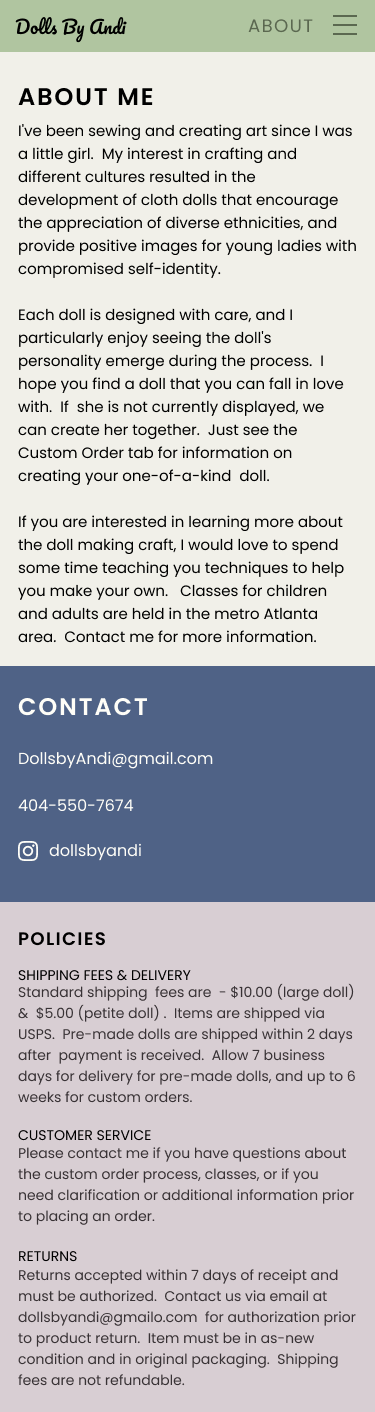 Dolls By Andi
ABOUT
ABOUT ME
I've been sewing and creating art since I was
a little girl.  My interest in crafting and
different cultures resulted in the
development of cloth dolls that encourage
the appreciation of diverse ethnicities, and
provide positive images for young ladies with
compromised self-identity.
Each doll is designed with care, and I
particularly enjoy seeing the doll's
personality emerge during the process.  I
hope you find a doll that you can fall in love
with.  If  she is not currently displayed, we
can create her together.  Just see the
Custom Order tab for information on
creating your one-of-a-kind  doll.
If you are interested in learning more about
the doll making craft, I would love to spend
some time teaching you techniques to help
you make your own.   Classes for children
and adults are held in the metro Atlanta
area.  Contact me for more information.
CONTACT
DollsbyAndi@gmail.com
404-550-7674
dollsbyandi
POLICIES
SHIPPING FEES & DELIVERY
Standard shipping  fees are  - $10.00 (large doll)
&  $5.00 (petite doll) .  Items are shipped via
USPS.  Pre-made dolls are shipped within 2 days
after  payment is received.  Allow 7 business
days for delivery for pre-made dolls, and up to 6
weeks for custom orders.
CUSTOMER SERVICE
Please contact me if you have questions about
the custom order process, classes, or if you
need clarification or additional information prior
to placing an order.
RETURNS
Returns accepted within 7 days of receipt and
must be authorized.  Contact us via email at
dollsbyandi@gmailo.com  for authorization prior
to product return.  Item must be in as-new
condition and in original packaging.  Shipping
fees are not refundable.